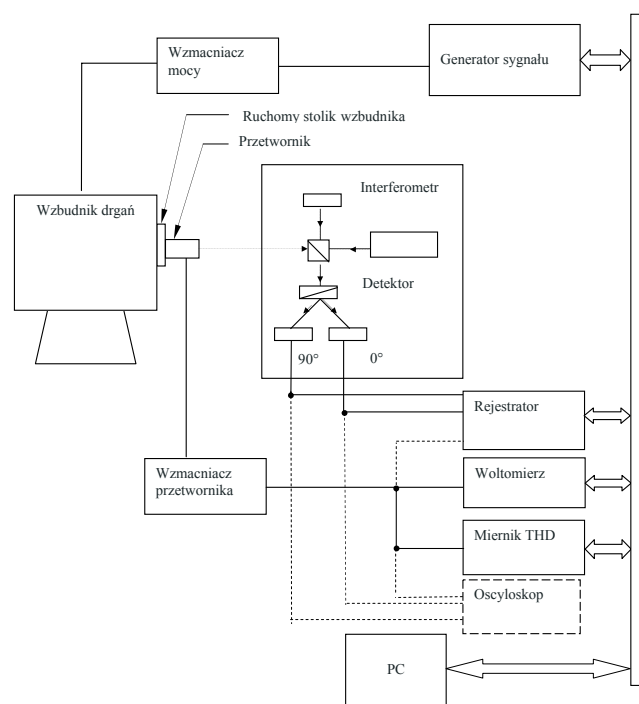 Wzmacniacz
mocy
Generator sygnału
Ruchomy stolik wzbudnika
Przetwornik
Wzbudnik drgań
Interferometr
Detektor
90°
0°
Rejestrator
Wzmacniacz
przetwornika
Woltomierz
Miernik THD
Oscyloskop
PC